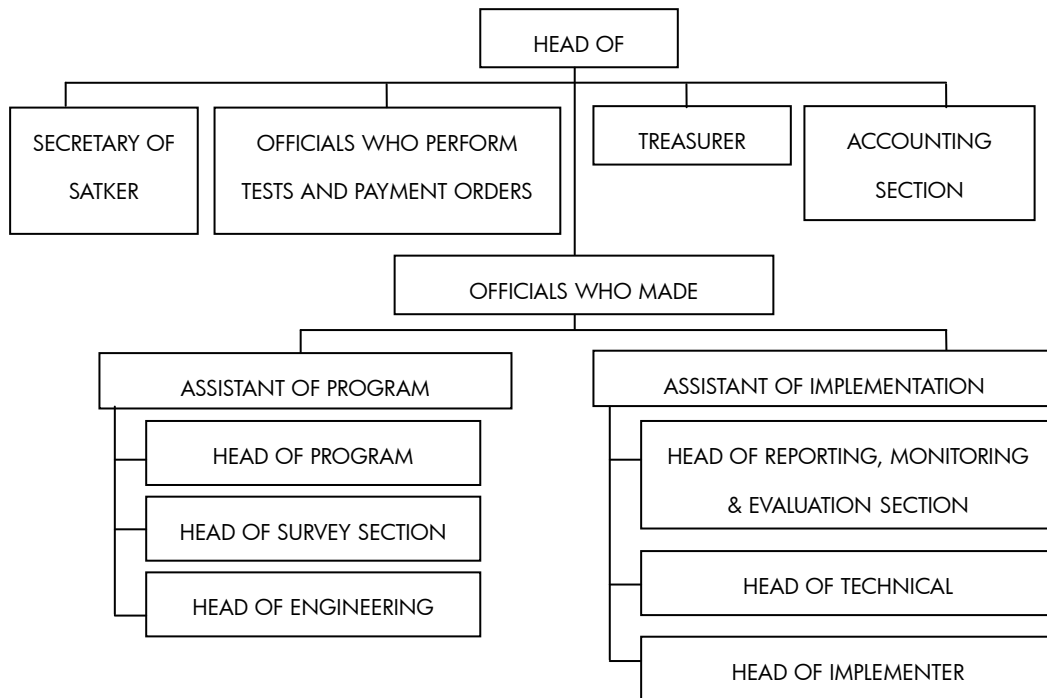 HEAD OF
SECRETARY OF
SATKER
OFFICIALS WHO PERFORM
TESTS AND PAYMENT ORDERS
TREASURER
ACCOUNTING
SECTION
OFFICIALS WHO MADE
ASSISTANT OF PROGRAM
HEAD OF PROGRAM
HEAD OF SURVEY SECTION
HEAD OF ENGINEERING
ASSISTANT OF IMPLEMENTATION
HEAD OF REPORTING, MONITORING
& EVALUATION SECTION
HEAD OF TECHNICAL
HEAD OF IMPLEMENTER